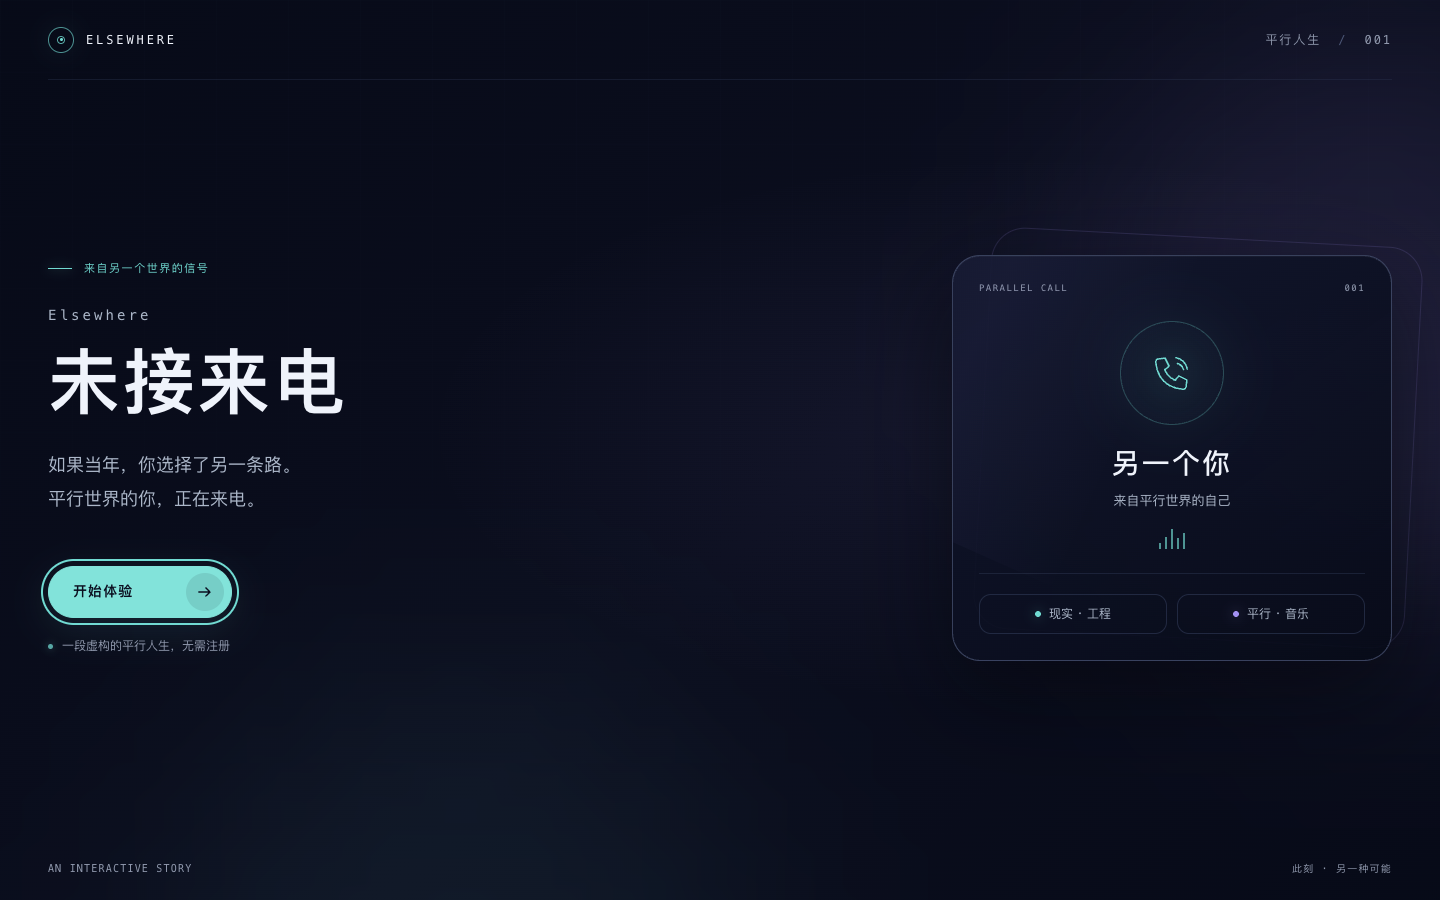 ELSEWHERE
平行人生 / 001
来自另一个世界的信号
Elsewhere
未接来电
如果当年，你选择了另一条路。
平行世界的你，正在来电。
开始体验
一段虚构的平行人生，无需注册
PARALLEL CALL 001
另一个你
来自平行世界的自己
现实 · 工程
平行 · 音乐
AN INTERACTIVE STORY
此刻 · 另一种可能